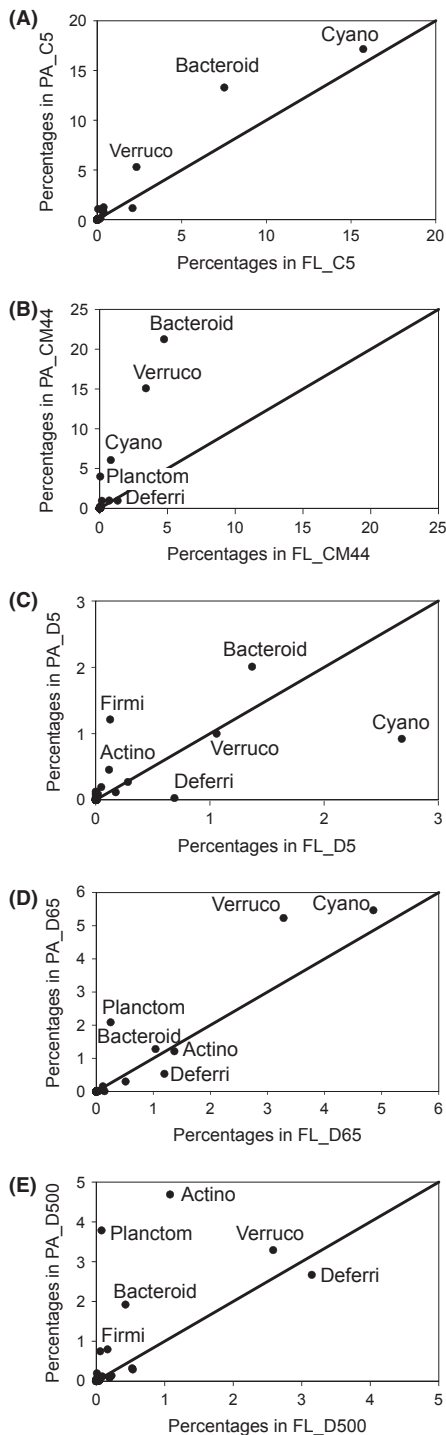 (A)
Percentages in PA_C5
20
15
10
5
0
Cyano
Bacteroid
Verruco
0 5 10 15 20
Percentages in FL_C5
(B)
Percentages in PA_CM44
25
20
15
10
5
0
Bacteroid
Verruco
Cyano
Planctom
Deferri
0 5 10 15 20 25
Percentages in FL_CM44
(C)
Percentages in PA_D5
3
2
1
0
Bacteroid
Firmi
Verruco
Cyano
Actino
Deferri
0 1 2 3
Percentages in FL_D5
(D)
Percentages in PA_D65
6
5
4
3
2
1
0
Verruco Cyano
Planctom
Bacteroid
Actino
Deferri
0 1 2 3 4 5 6
Percentages in FL_D65
(E)
Percentages in PA_D500
5
4
3
2
1
0
Actino
Planctom
Verruco
Deferri
Bacteroid
Firmi
0 1 2 3 4 5
Percentages in FL_D500